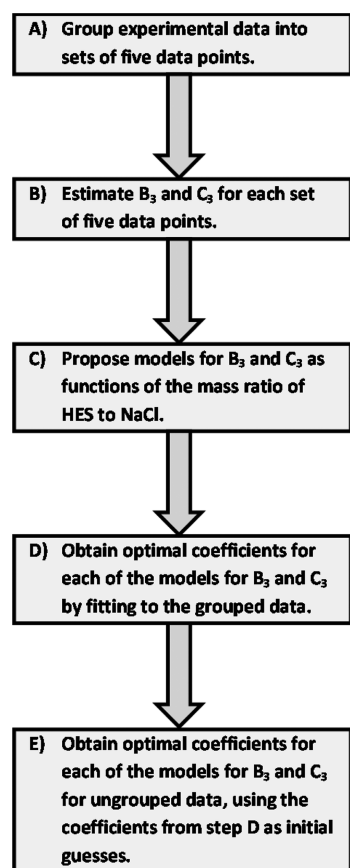 A) Group experimental data into
sets of five data points.
B) Estimate B₃ and C₃ for each set
of five data points.
C) Propose models for B₃ and C₃ as
functions of the mass ratio of
HES to NaCl.
D) Obtain optimal coefficients for
each of the models for B₃ and C₃
by fitting to the grouped data.
E) Obtain optimal coefficients for
each of the models for B₃ and C₃
for ungrouped data, using the
coefficients from step D as initial
guesses.